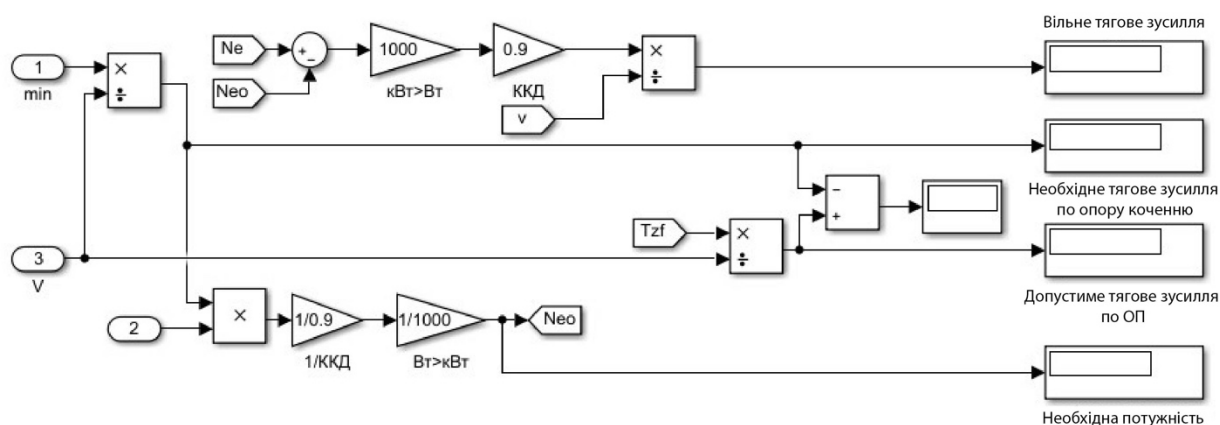 Вільне тягове зусилля
Ne
Neo
+
−
1000
кВт>Вт
0.9
ККД
v
×
÷
1
min
×
÷
Необхідне тягове зусилля
по опору коченню
−
+
Tzf
×
÷
3
V
Допустиме тягове зусилля
по ОП
2
×
1/0.9
1/ККД
1/1000
Вт>кВт
Neo
Необхідна потужність